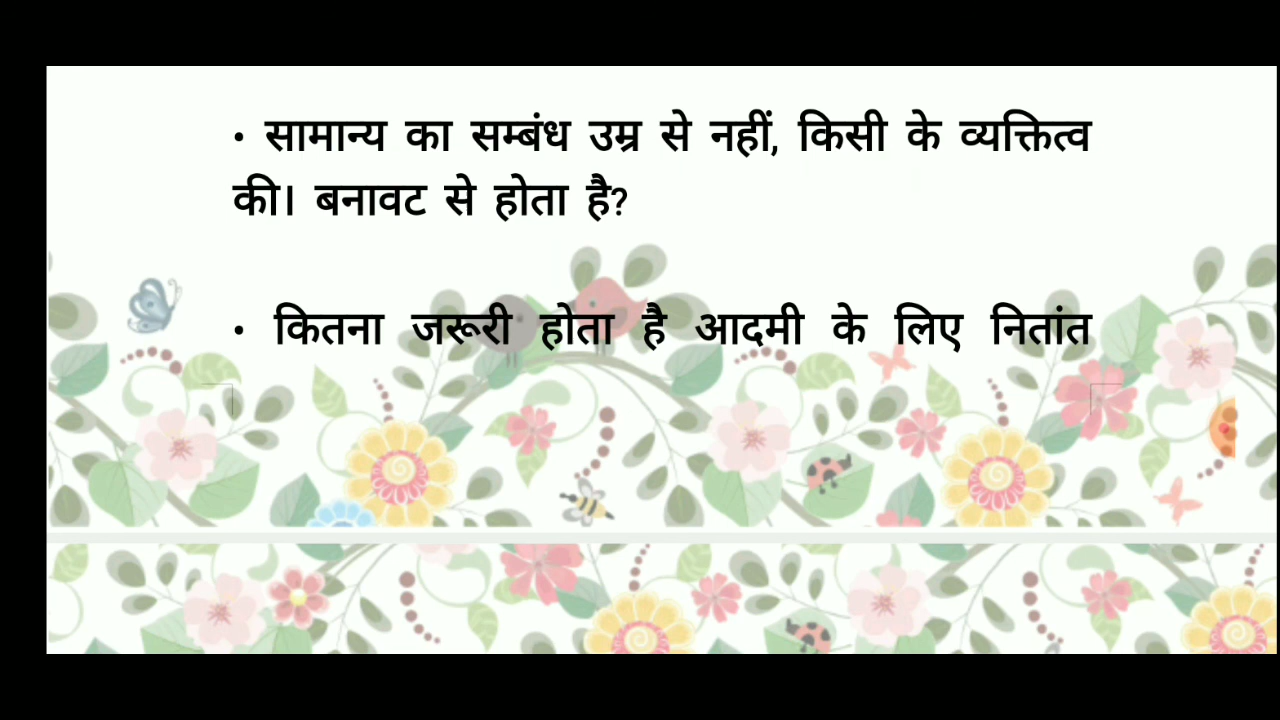 • सामान्य का सम्बंध उम्र से नहीं, किसी के व्यक्तित्व
की। बनावट से होता है?
• कितना जरूरी होता है आदमी के लिए नितांत